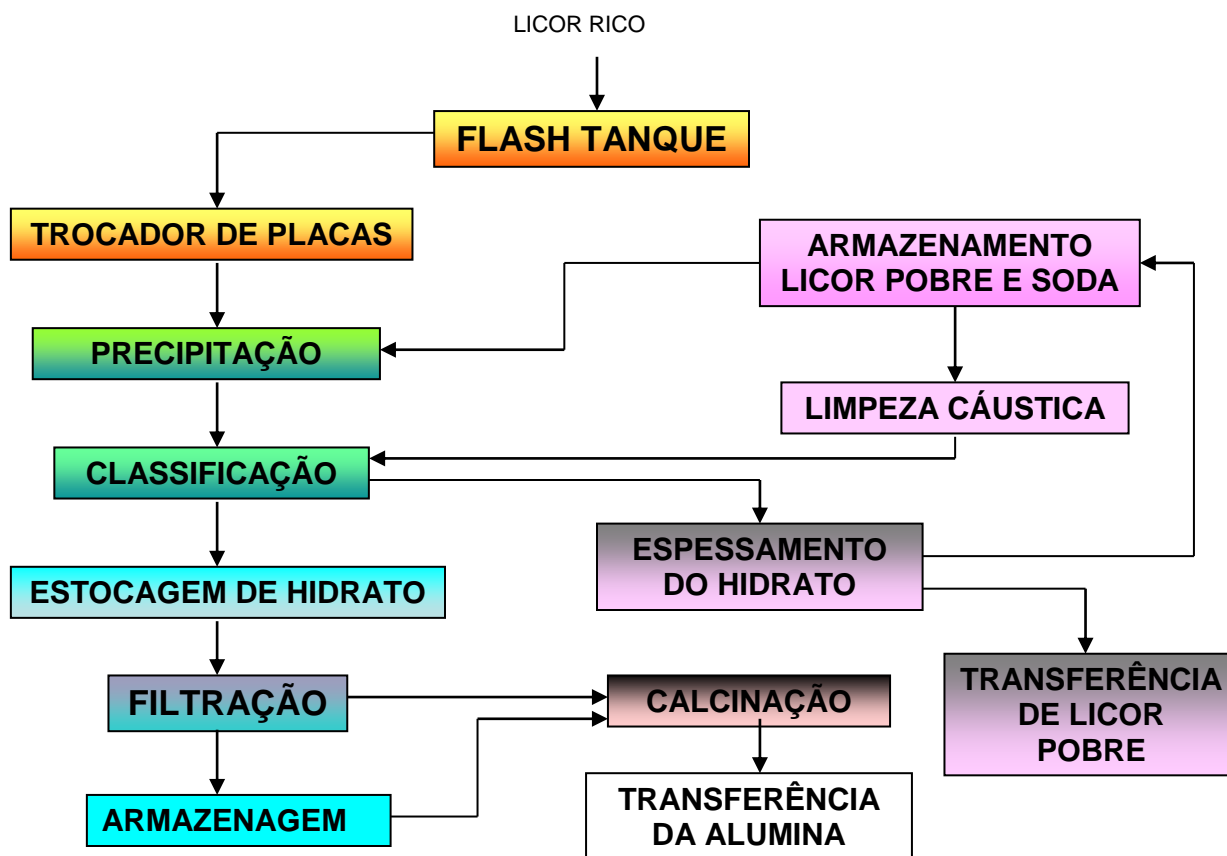 LICOR RICO
FLASH TANQUE
TROCADOR DE PLACAS
ARMAZENAMENTO
LICOR POBRE E SODA
PRECIPITAÇÃO
LIMPEZA CÁUSTICA
CLASSIFICAÇÃO
ESPESSAMENTO
DO HIDRATO
ESTOCAGEM DE HIDRATO
FILTRAÇÃO
CALCINAÇÃO
TRANSFERÊNCIA
DE LICOR
POBRE
ARMAZENAGEM
TRANSFERÊNCIA
DA ALUMINA